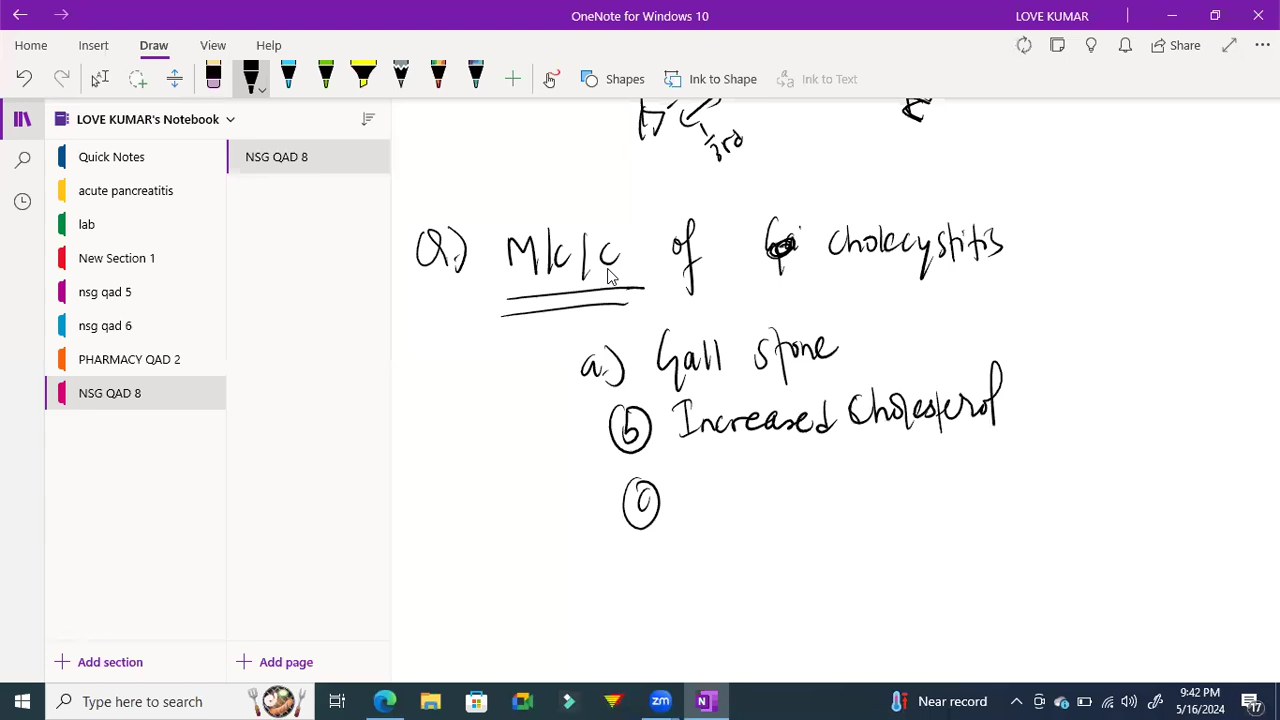 OneNote for Windows 10
LOVE KUMAR
Home Insert Draw View Help
Share
Shapes
Ink to Shape
Ink to Text
LOVE KUMAR's Notebook
Quick Notes
acute pancreatitis
lab
New Section 1
nsg qad 5
nsg qad 6
PHARMACY QAD 2
NSG QAD 8
Add section
NSG QAD 8
Add page
3rd
Q.) M/C/C of cholecystitis
a.) Gall stone
b Increased Cholesterol
c
Type here to search
zm
N
Near record
9:42 PM
5/16/2024
17